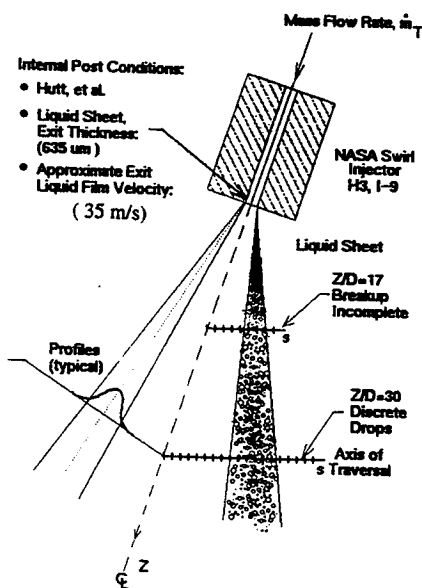 Mass Flow Rate, ṁT
Internal Post Conditions:
• Hutt, et al.
• Liquid Sheet,
Exit Thickness:
(635 um )
• Approximate Exit
Liquid Film Velocity:
( 35 m/s)
NASA Swirl
Injector
H3, I-9
Liquid Sheet
Z/D=17
Breakup
Incomplete
s
Profiles
(typical)
Z/D=30
Discrete
Drops
Axis of
s Traversal
Z
℄